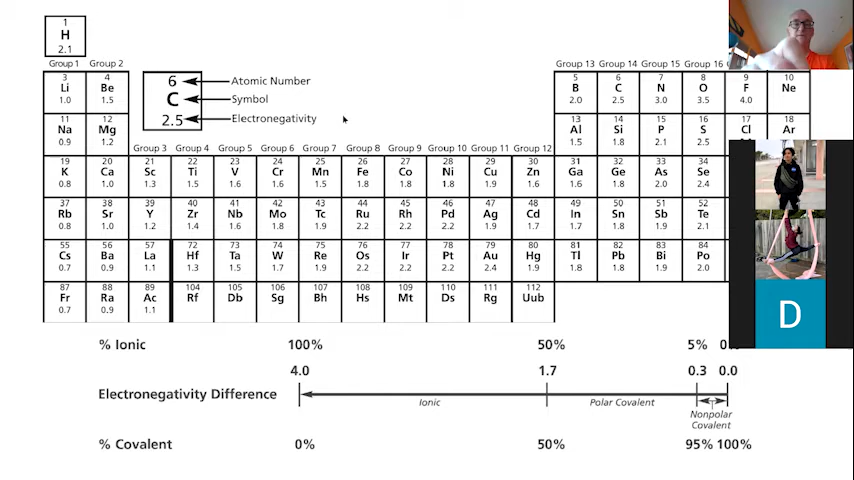 1
H
2.1
Group 1 Group 2 Group 13 Group 14 Group 15 Group 16
3 4 5 6 7 8 9 10
Li Be B C N O F Ne
1.0 1.5 2.0 2.5 3.0 3.5 4.0
6 Atomic Number
C Symbol
2.5 Electronegativity
11 12 13 14 15 16 17 18
Na Mg Al Si P S Cl Ar
0.9 1.2 1.5 1.8 2.1 2.5
Group 3 Group 4 Group 5 Group 6 Group 7 Group 8 Group 9 Group 10 Group 11 Group 12
19 20 21 22 23 24 25 26 27 28 29 30 31 32 33 34
K Ca Sc Ti V Cr Mn Fe Co Ni Cu Zn Ga Ge As Se
0.8 1.0 1.3 1.5 1.6 1.6 1.5 1.8 1.8 1.8 1.9 1.6 1.6 1.8 2.0 2.4
37 38 39 40 41 42 43 44 45 46 47 48 49 50 51 52
Rb Sr Y Zr Nb Mo Tc Ru Rh Pd Ag Cd In Sn Sb Te
0.8 1.0 1.2 1.4 1.6 1.8 1.9 2.2 2.2 2.2 1.9 1.7 1.7 1.8 1.9 2.1
55 56 57 72 73 74 75 76 77 78 79 80 81 82 83 84
Cs Ba La Hf Ta W Re Os Ir Pt Au Hg Tl Pb Bi Po
0.7 0.9 1.1 1.3 1.5 1.7 1.9 2.2 2.2 2.2 2.4 1.9 1.8 1.8 1.9 2.0
87 88 89 104 105 106 107 108 109 110 111 112
Fr Ra Ac Rf Db Sg Bh Hs Mt Ds Rg Uub
0.7 0.9 1.1
D
% Ionic 100% 50% 5%
4.0 1.7 0.3 0.0
Electronegativity Difference
Ionic Polar Covalent
Nonpolar
Covalent
% Covalent 0% 50% 95% 100%